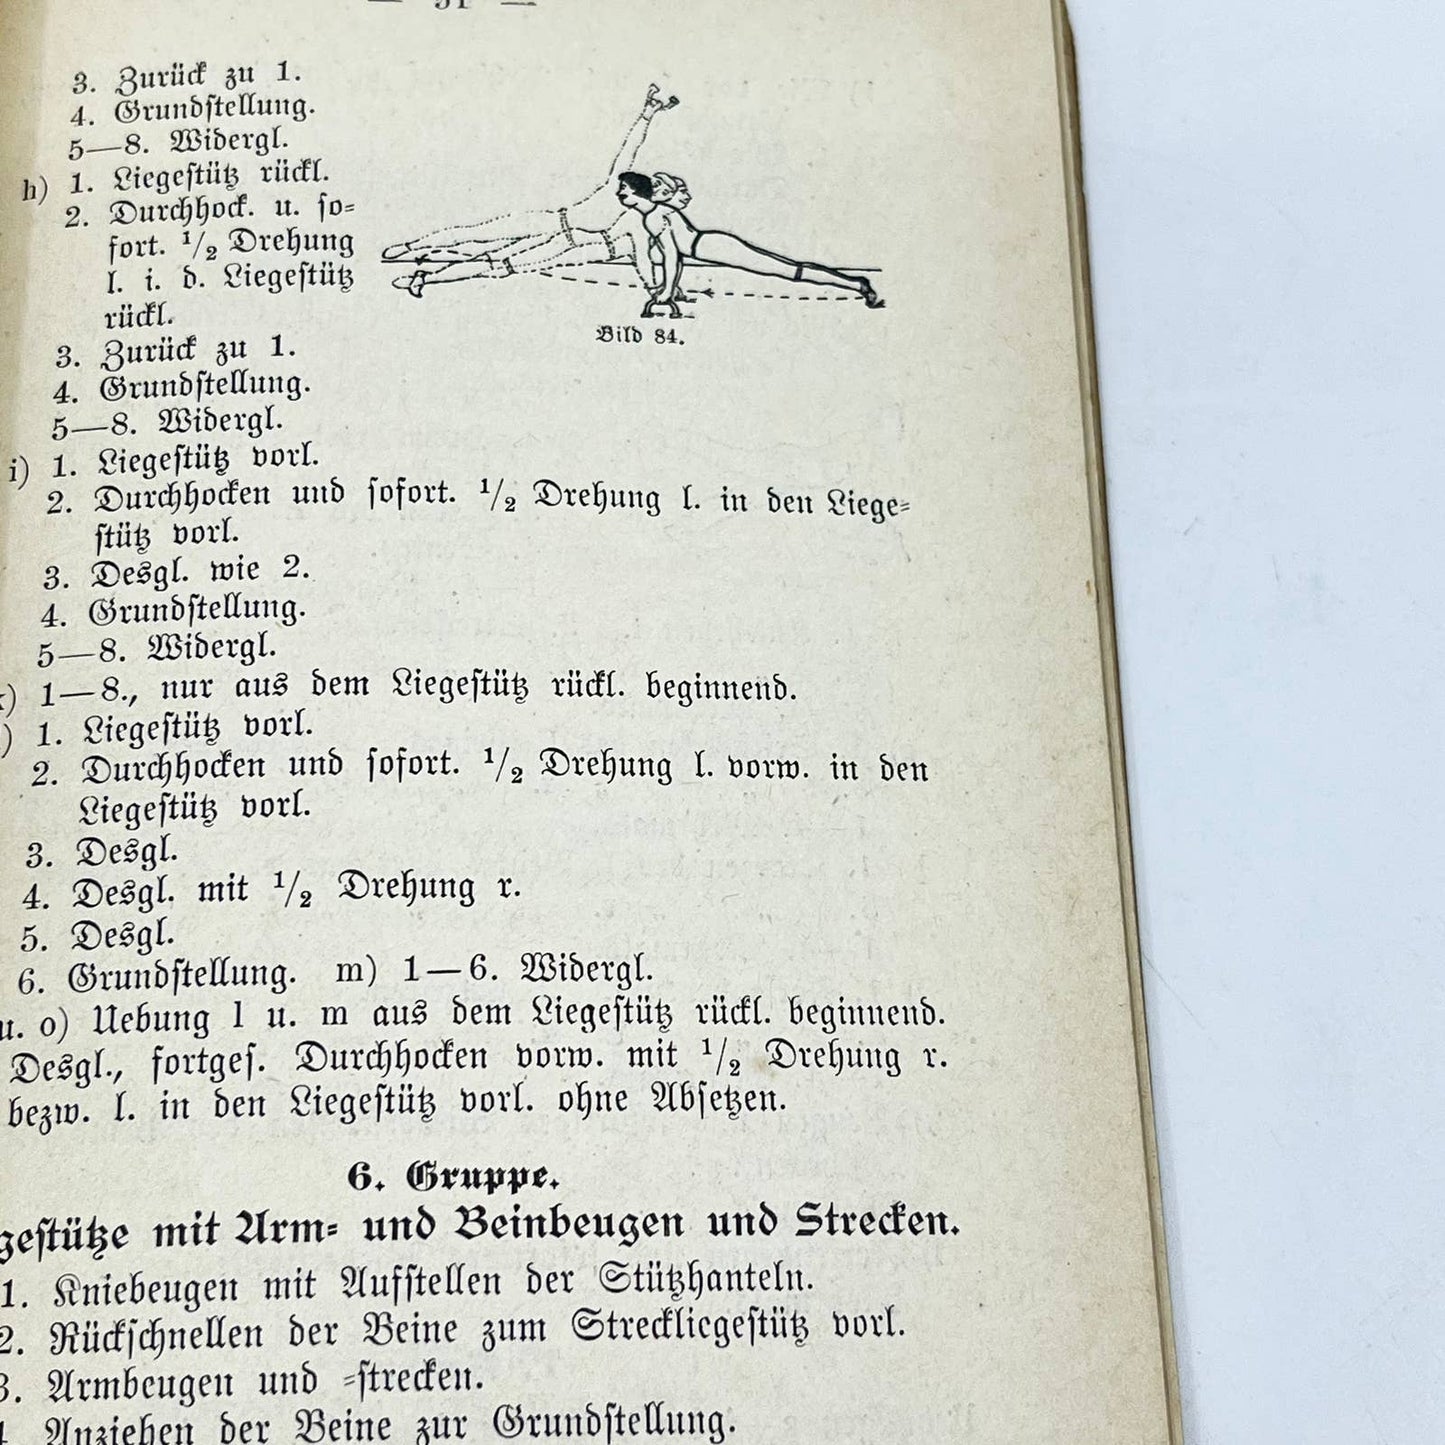 3. Zurück zu 1.
4. Grundſtellung.
5—8. Widergl.
h) 1. Liegeſtütz rückl.
2. Durchhock. u. ſo=
fort. ¹/₂ Drehung
l. i. d. Liegeſtütz
rückl.
Bild 84.
3. Zurück zu 1.
4. Grundſtellung.
5—8. Widergl.
i) 1. Liegeſtütz vorl.
2. Durchhocken und ſofort. ¹/₂ Drehung l. in den Liege=
ſtütz vorl.
3. Desgl. wie 2.
4. Grundſtellung.
5—8. Widergl.
1—8., nur aus dem Liegeſtütz rückl. beginnend.
1. Liegeſtütz vorl.
2. Durchhocken und ſofort. ¹/₂ Drehung l. vorw. in den
Liegeſtütz vorl.
3. Desgl.
4. Desgl. mit ¹/₂ Drehung r.
5. Desgl.
6. Grundſtellung. m) 1—6. Widergl.
u. o) Uebung l u. m aus dem Liegeſtütz rückl. beginnend.
Desgl., fortgeſ. Durchhocken vorw. mit ¹/₂ Drehung r.
bezw. l. in den Liegeſtütz vorl. ohne Abſetzen.
6. Gruppe.
geſtütze mit Arm= und Beinbeugen und Strecken.
1. Kniebeugen mit Aufſtellen der Stützhanteln.
2. Rückſchnellen der Beine zum Streckliegeſtütz vorl.
3. Armbeugen und =ſtrecken.
4. Anziehen der Beine zur Grundſtellung.